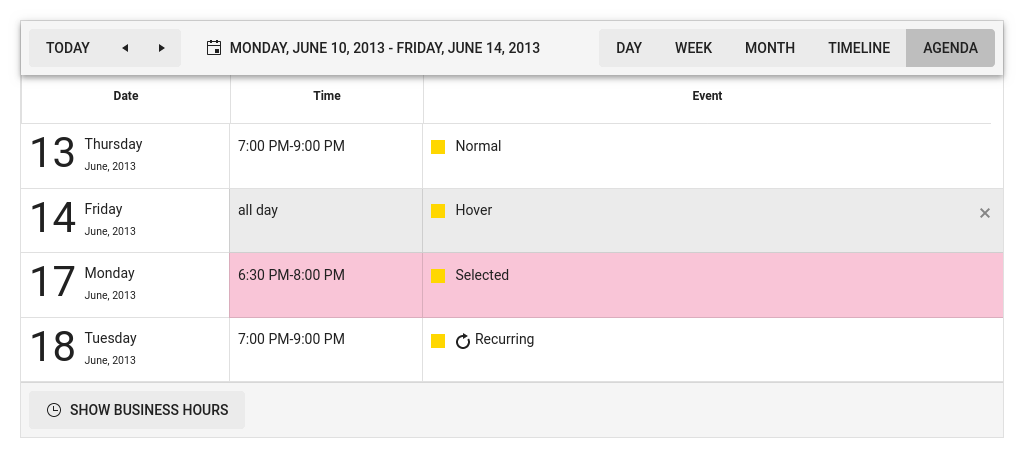 TODAY MONDAY, JUNE 10, 2013 - FRIDAY, JUNE 14, 2013 DAY WEEK MONTH TIMELINE AGENDA
Date Time Event
13 Thursday 7:00 PM-9:00 PM Normal
June, 2013
14 Friday all day Hover
June, 2013
17 Monday 6:30 PM-8:00 PM Selected
June, 2013
18 Tuesday 7:00 PM-9:00 PM Recurring
June, 2013
SHOW BUSINESS HOURS